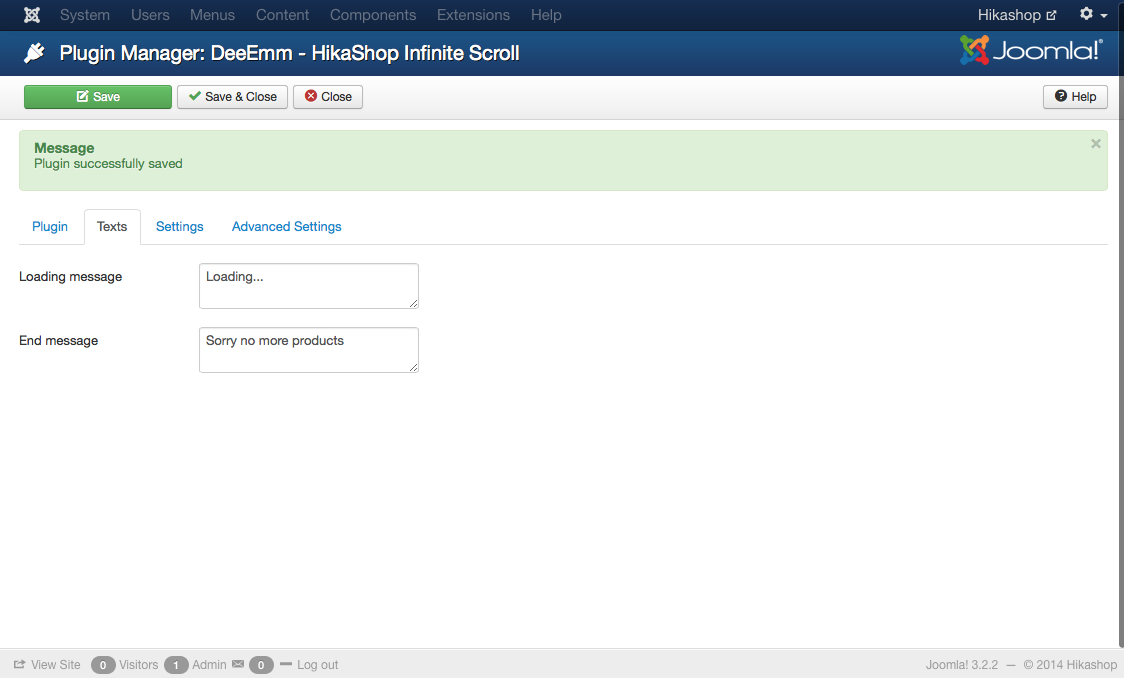 System Users Menus Content Components Extensions Help Hikashop
Plugin Manager: DeeEmm - HikaShop Infinite Scroll Joomla!®
Save Save & Close Close Help
Message
Plugin successfully saved
Plugin Texts Settings Advanced Settings
Loading message Loading...
End message Sorry no more products
View Site 0 Visitors 1 Admin 0 Log out Joomla! 3.2.2 — © 2014 Hikashop